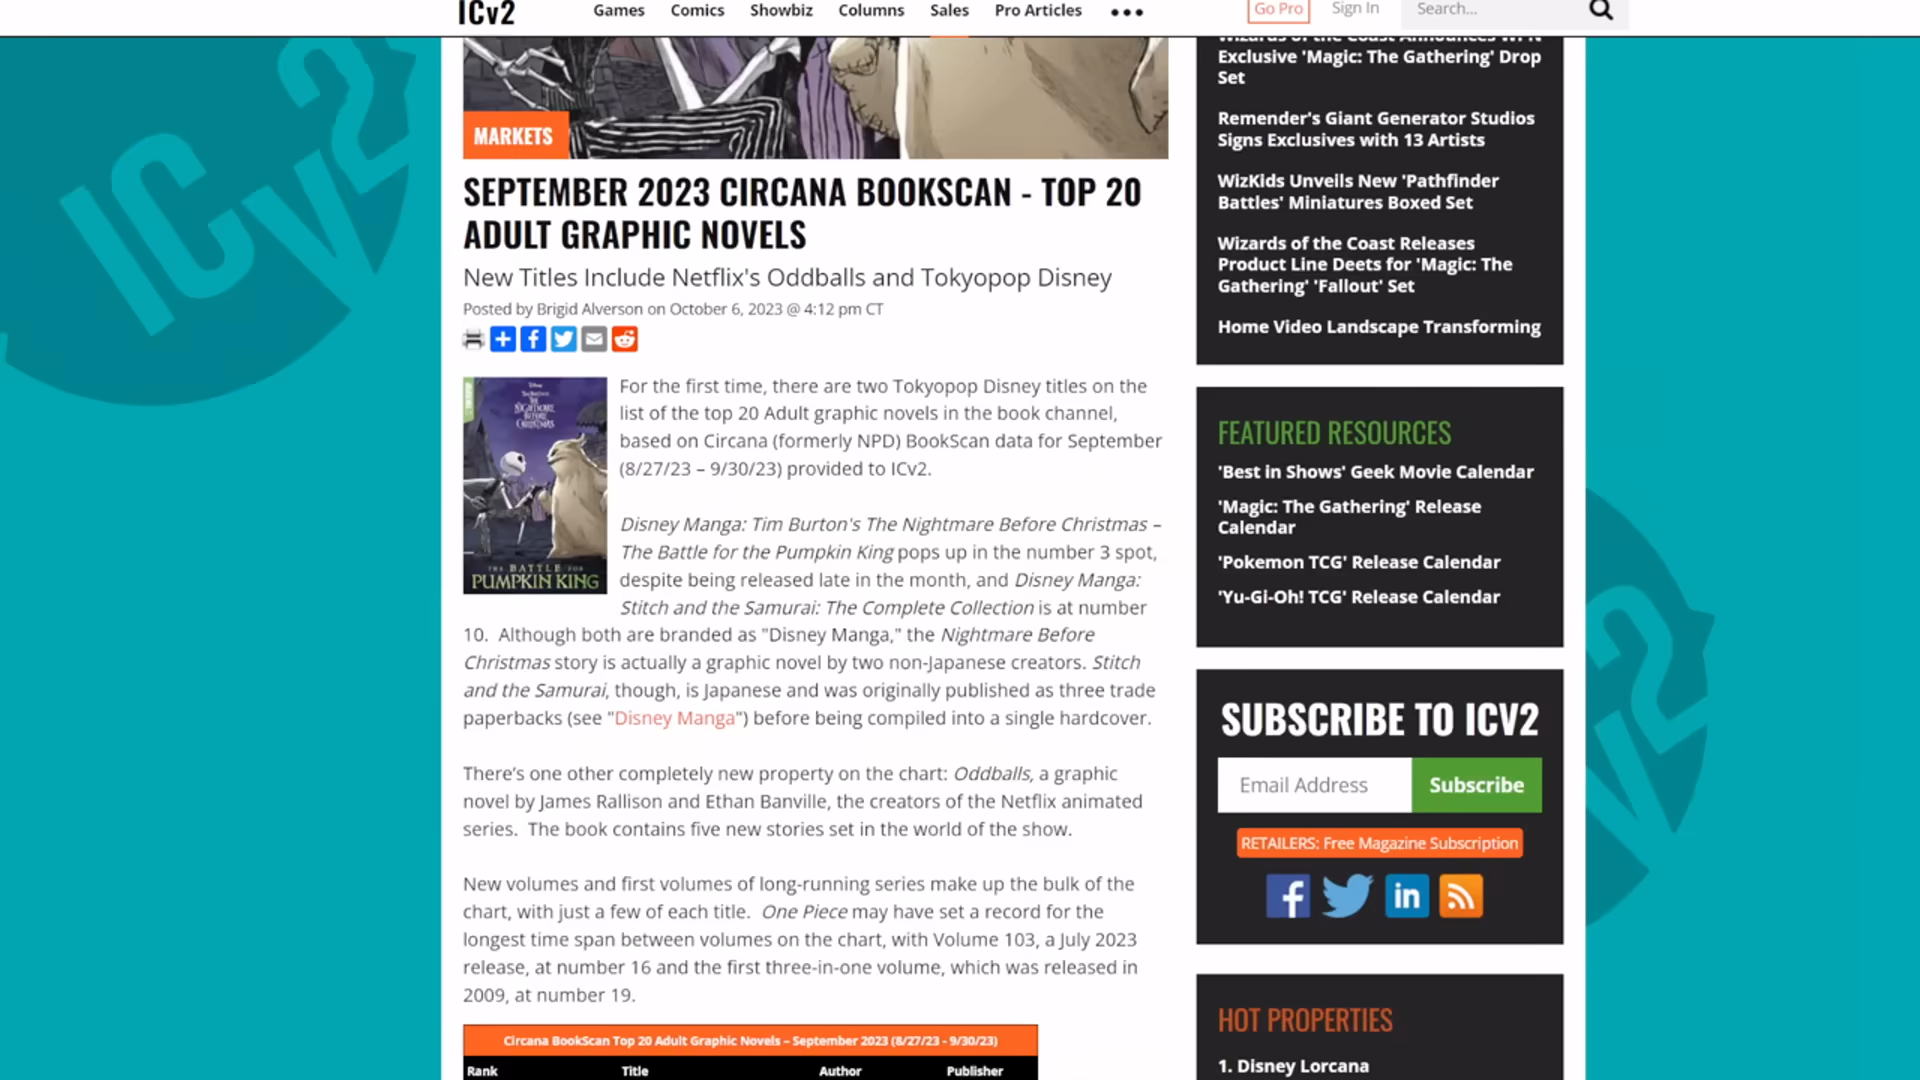 ICv2
Games Comics Showbiz Columns Sales Pro Articles
Go Pro Sign In Search...
MARKETS
SEPTEMBER 2023 CIRCANA BOOKSCAN - TOP 20
ADULT GRAPHIC NOVELS
New Titles Include Netflix's Oddballs and Tokyopop Disney
Posted by Brigid Alverson on October 6, 2023 @ 4:12 pm CT
Disney
THE NIGHTMARE
BEFORE
CHRISTMAS
THE BATTLE FOR
PUMPKIN KING
For the first time, there are two Tokyopop Disney titles on the
list of the top 20 Adult graphic novels in the book channel,
based on Circana (formerly NPD) BookScan data for September
(8/27/23 – 9/30/23) provided to ICv2.
Disney Manga: Tim Burton's The Nightmare Before Christmas –
The Battle for the Pumpkin King pops up in the number 3 spot,
despite being released late in the month, and Disney Manga:
Stitch and the Samurai: The Complete Collection is at number
10. Although both are branded as "Disney Manga," the Nightmare Before
Christmas story is actually a graphic novel by two non-Japanese creators. Stitch
and the Samurai, though, is Japanese and was originally published as three trade
paperbacks (see "Disney Manga") before being compiled into a single hardcover.
There's one other completely new property on the chart: Oddballs, a graphic
novel by James Rallison and Ethan Banville, the creators of the Netflix animated
series. The book contains five new stories set in the world of the show.
New volumes and first volumes of long-running series make up the bulk of the
chart, with just a few of each title. One Piece may have set a record for the
longest time span between volumes on the chart, with Volume 103, a July 2023
release, at number 16 and the first three-in-one volume, which was released in
2009, at number 19.
Circana BookScan Top 20 Adult Graphic Novels – September 2023 (8/27/23 - 9/30/23)
Rank Title Author Publisher
Wizards of the Coast Announces WPN
Exclusive 'Magic: The Gathering' Drop
Set
Remender's Giant Generator Studios
Signs Exclusives with 13 Artists
WizKids Unveils New 'Pathfinder
Battles' Miniatures Boxed Set
Wizards of the Coast Releases
Product Line Deets for 'Magic: The
Gathering' 'Fallout' Set
Home Video Landscape Transforming
FEATURED RESOURCES
'Best in Shows' Geek Movie Calendar
'Magic: The Gathering' Release
Calendar
'Pokemon TCG' Release Calendar
'Yu-Gi-Oh! TCG' Release Calendar
SUBSCRIBE TO ICV2
Email Address Subscribe
RETAILERS: Free Magazine Subscription
HOT PROPERTIES
1. Disney Lorcana
ICv2
v2